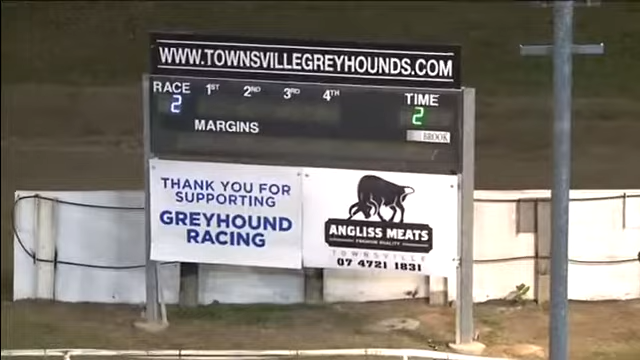 WWW.TOWNSVILLEGREYHOUNDS.COM
RACE 1ST 2ND 3RD 4TH TIME
2 2
MARGINS BROOK
THANK YOU FOR
SUPPORTING
GREYHOUND
RACING
ANGLISS MEATS
PREMIUM QUALITY
TOWNSVILLE
07 4721 1831